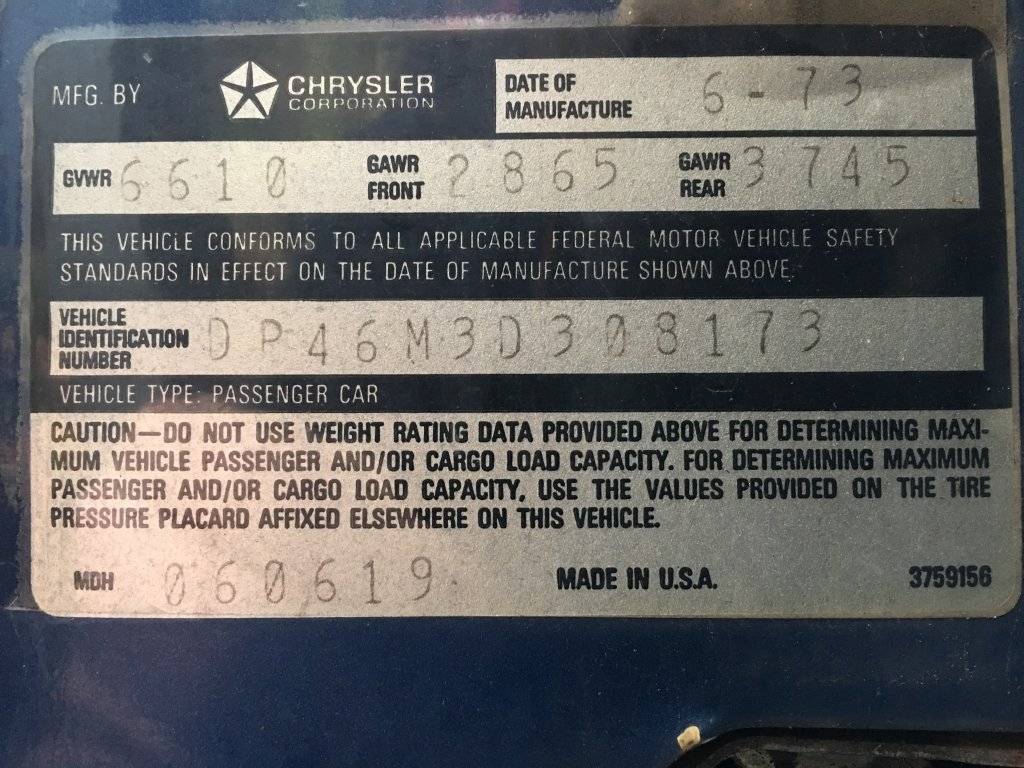 MFG. BY CHRYSLER CORPORATION DATE OF MANUFACTURE 6-73
GVWR 6610 GAWR FRONT 2865 GAWR REAR 3745
THIS VEHICLE CONFORMS TO ALL APPLICABLE FEDERAL MOTOR VEHICLE SAFETY
STANDARDS IN EFFECT ON THE DATE OF MANUFACTURE SHOWN ABOVE.
VEHICLE IDENTIFICATION NUMBER DP46M3D308173
VEHICLE TYPE: PASSENGER CAR
CAUTION—DO NOT USE WEIGHT RATING DATA PROVIDED ABOVE FOR DETERMINING MAXI-
MUM VEHICLE PASSENGER AND/OR CARGO LOAD CAPACITY. FOR DETERMINING MAXIMUM
PASSENGER AND/OR CARGO LOAD CAPACITY, USE THE VALUES PROVIDED ON THE TIRE
PRESSURE PLACARD AFFIXED ELSEWHERE ON THIS VEHICLE.
MDH 060619 MADE IN U.S.A. 3759156